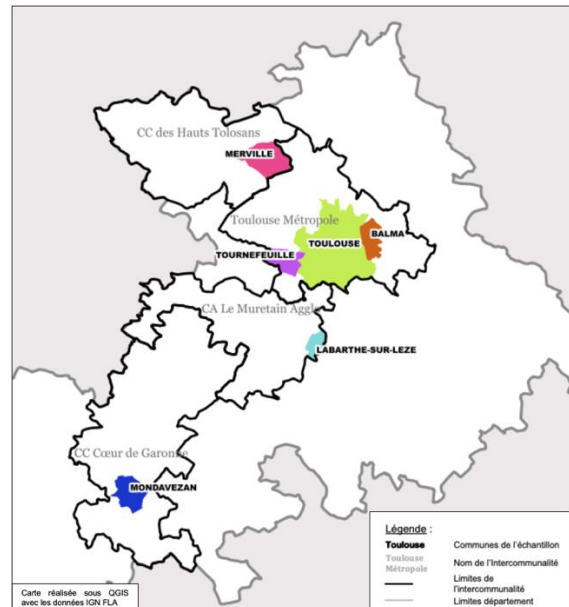 CC des Hauts Tolosans
MERVILLE
Toulouse Métropole
BALMA
TOULOUSE
TOURNEFEUILLE
CA Le Muretain Agglo
LABARTHE-SUR-LEZE
CC Cœur de Garonne
MONDAVEZAN
Légende :
Toulouse Communes de l'échantillon
Toulouse
Métropole Nom de l'Intercommunalité
Limites de
l'intercommunalité
Limites département
Carte réalisée sous QGIS
avec les données IGN FLA